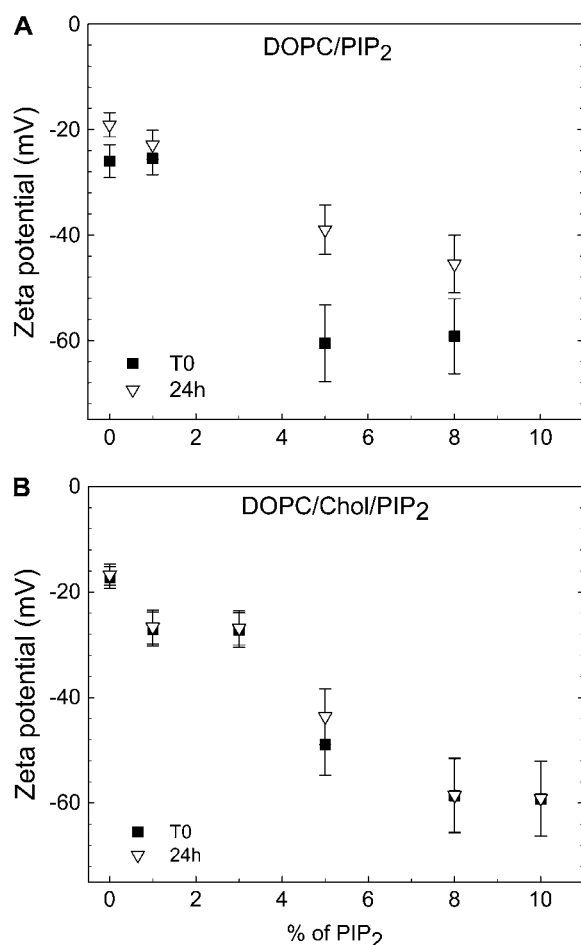 A
DOPC/PIP2
0
-20
-40
-60
Zeta potential (mV)
T0
24h
0 2 4 6 8 10
B
DOPC/Chol/PIP2
0
-20
-40
-60
Zeta potential (mV)
T0
24h
0 2 4 6 8 10
% of PIP2